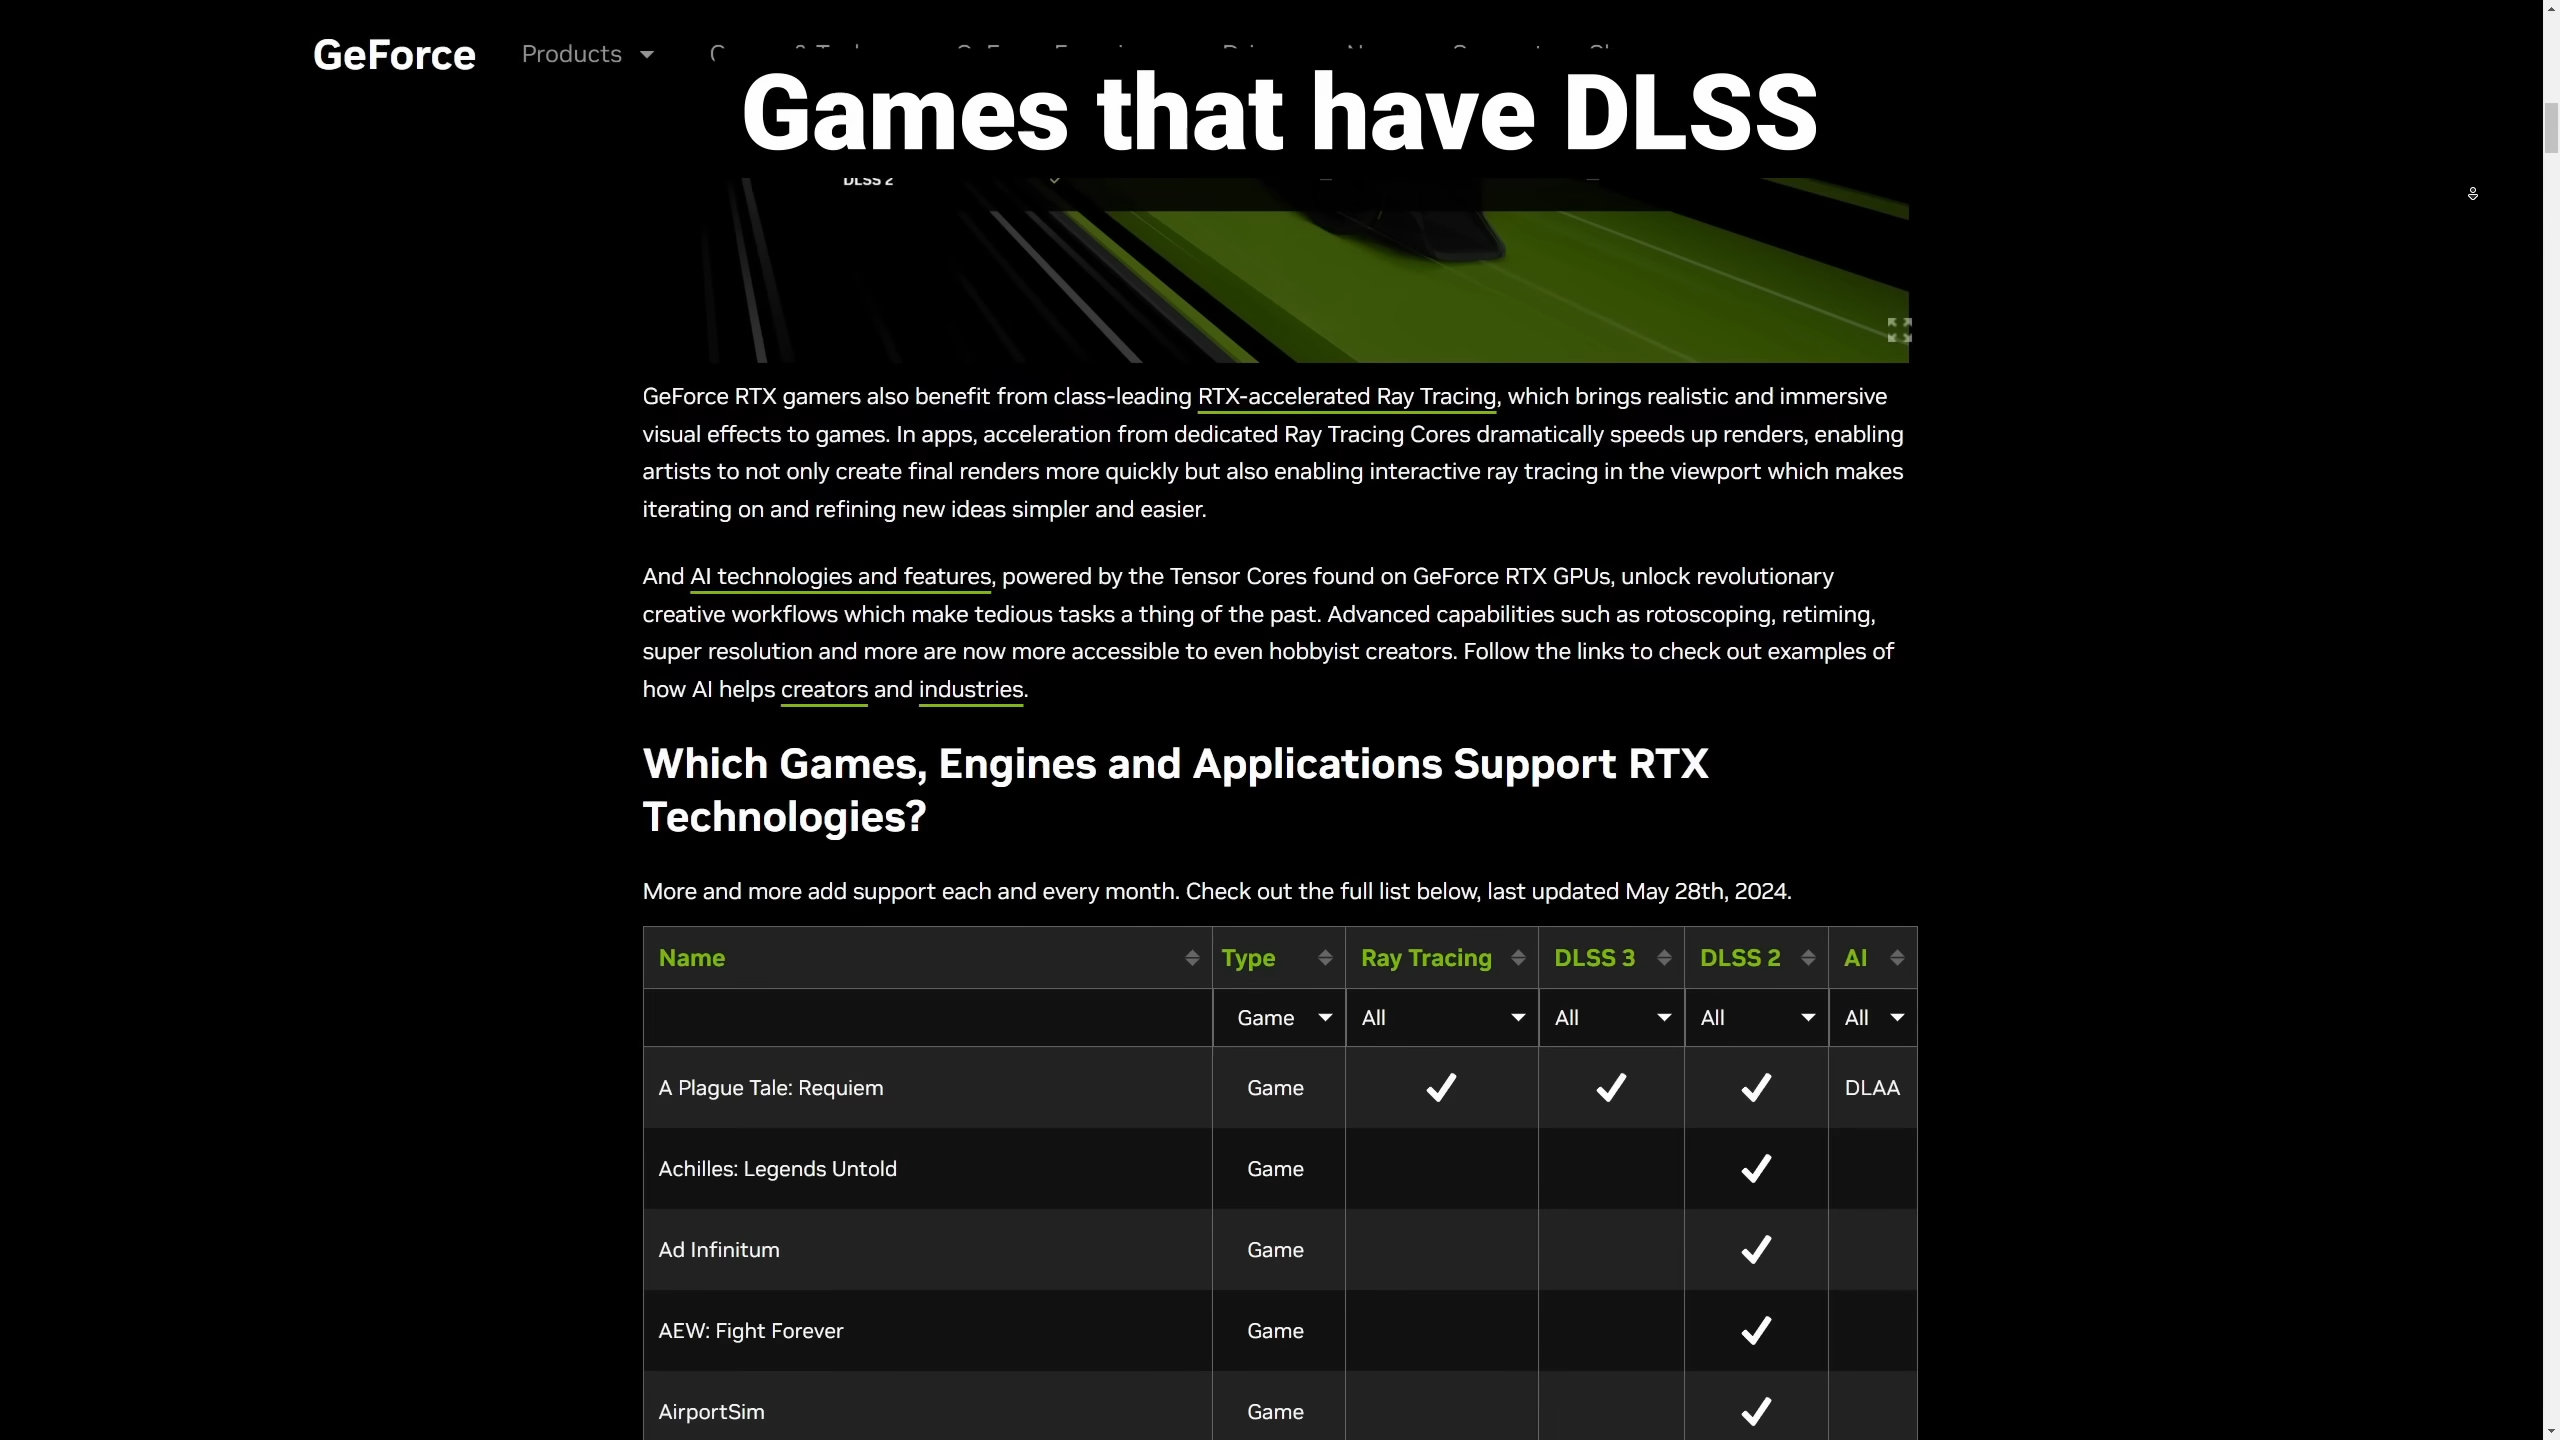 GeForce Products
Games that have DLSS
DLSS 2
GeForce RTX gamers also benefit from class-leading RTX-accelerated Ray Tracing, which brings realistic and immersive
visual effects to games. In apps, acceleration from dedicated Ray Tracing Cores dramatically speeds up renders, enabling
artists to not only create final renders more quickly but also enabling interactive ray tracing in the viewport which makes
iterating on and refining new ideas simpler and easier.
And AI technologies and features, powered by the Tensor Cores found on GeForce RTX GPUs, unlock revolutionary
creative workflows which make tedious tasks a thing of the past. Advanced capabilities such as rotoscoping, retiming,
super resolution and more are now more accessible to even hobbyist creators. Follow the links to check out examples of
how AI helps creators and industries.
Which Games, Engines and Applications Support RTX
Technologies?
More and more add support each and every month. Check out the full list below, last updated May 28th, 2024.
Name Type Ray Tracing DLSS 3 DLSS 2 AI
Game All All All All
A Plague Tale: Requiem Game ✓ ✓ ✓ DLAA
Achilles: Legends Untold Game ✓
Ad Infinitum Game ✓
AEW: Fight Forever Game ✓
AirportSim Game ✓